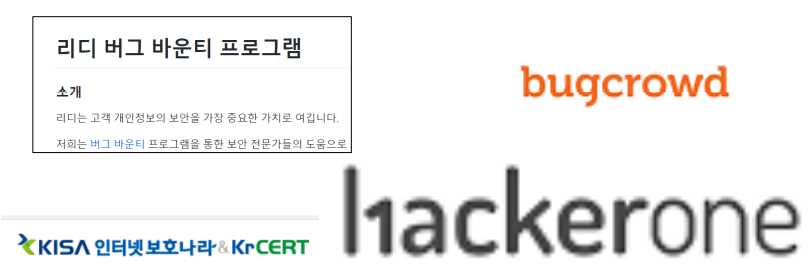 리디 버그 바운티 프로그램
소개
리디는 고객 개인정보의 보안을 가장 중요한 가치로 여깁니다.
저희는 버그 바운티 프로그램을 통한 보안 전문가들의 도움으로
bugcrowd
hackerone
KISA 인터넷보호나라&KrCERT